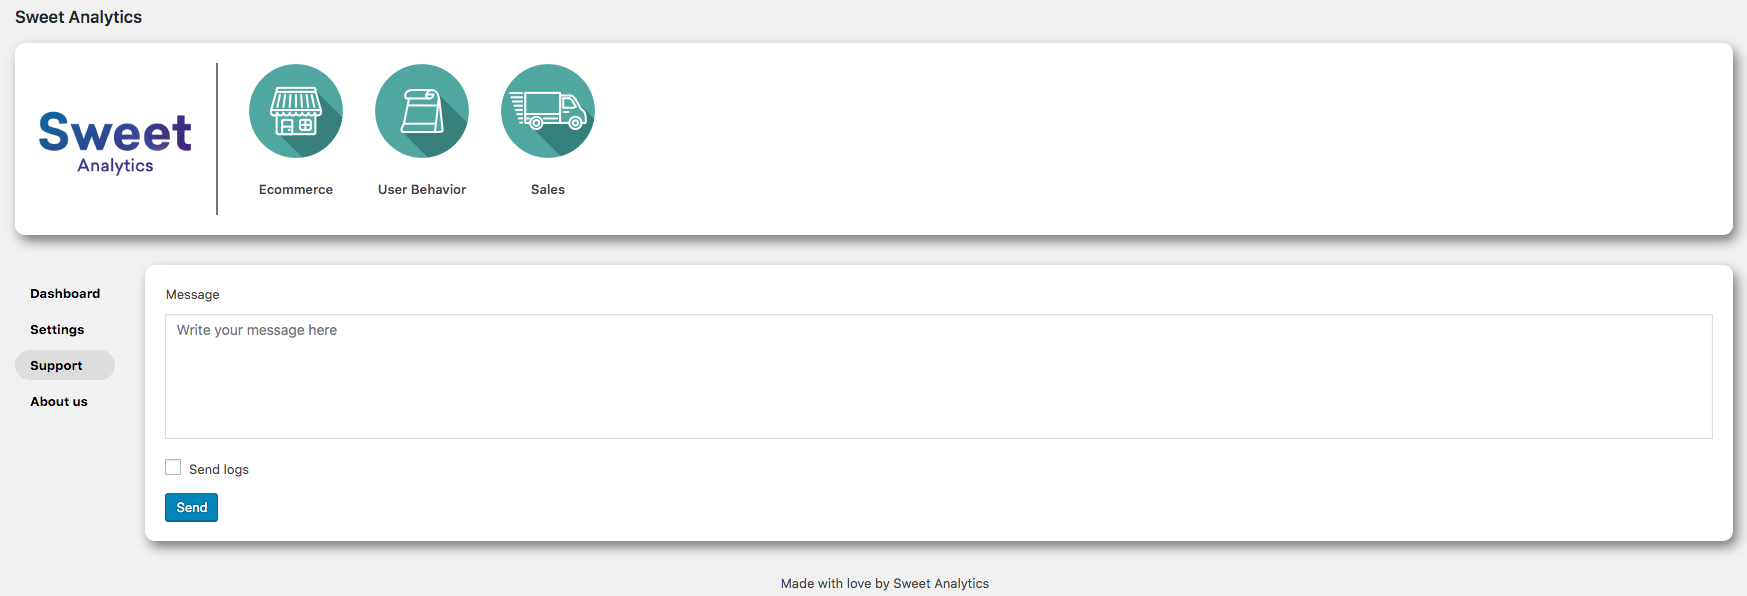 Sweet Analytics
Sweet
Analytics
Ecommerce
User Behavior
Sales
Dashboard
Settings
Support
About us
Message
Write your message here
Send logs
Send
Made with love by Sweet Analytics